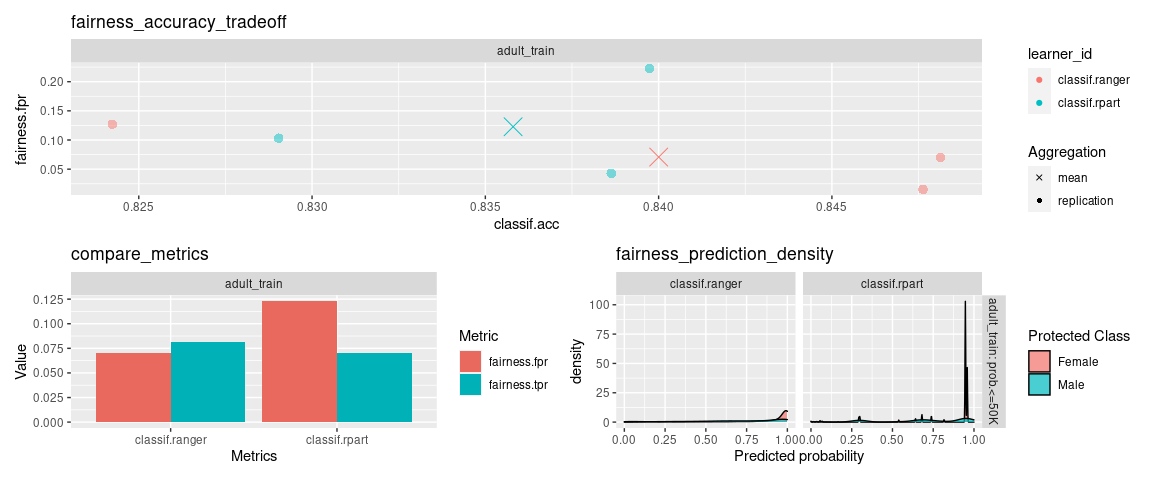 fairness_accuracy_tradeoff
adult_train
fairness.fpr
0.20
0.15
0.10
0.05
0.825 0.830 0.835 0.840 0.845
classif.acc
learner_id
classif.ranger
classif.rpart
Aggregation
mean
replication
compare_metrics
adult_train
Value
0.125
0.100
0.075
0.050
0.025
0.000
classif.ranger classif.rpart
Metrics
Metric
fairness.fpr
fairness.tpr
fairness_prediction_density
classif.ranger classif.rpart
density
100
75
50
25
0
0.00 0.25 0.50 0.75 1.00 0.00 0.25 0.50 0.75 1.00
Predicted probability
adult_train: prob.<=50K
Protected Class
Female
Male